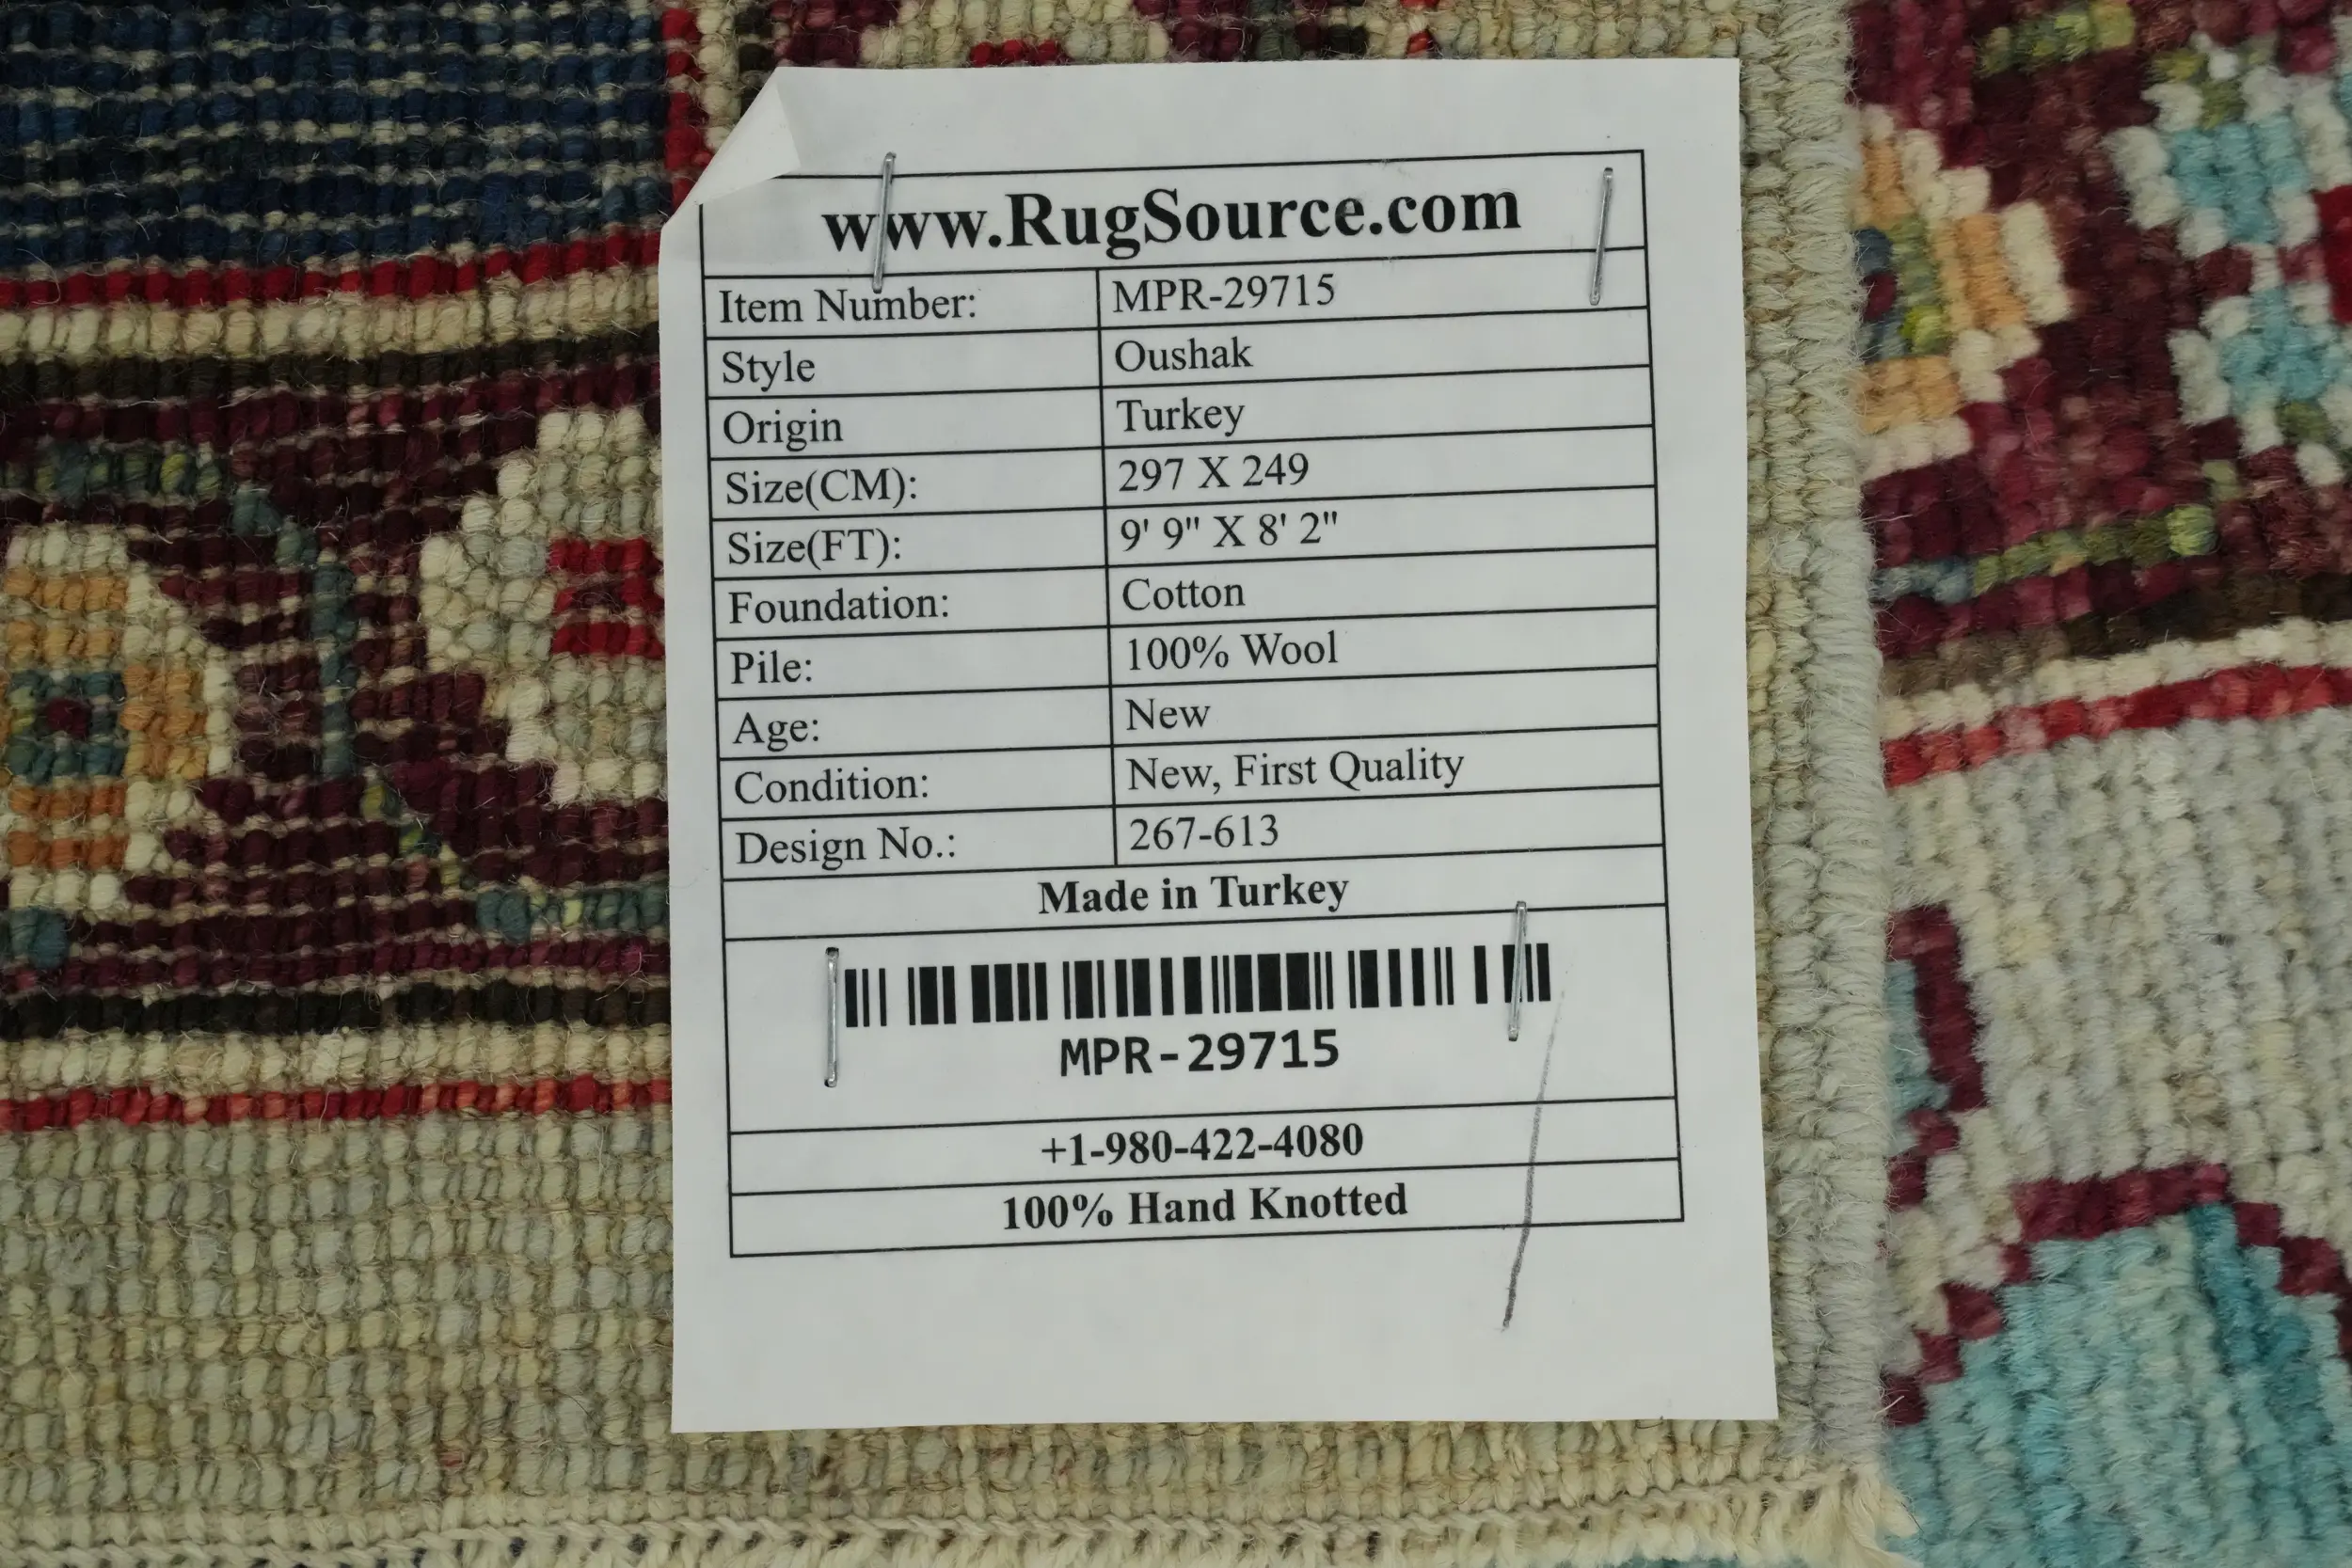 www.RugSource.com
Item Number: MPR-29715
Style Oushak
Origin Turkey
Size(CM): 297 X 249
Size(FT): 9' 9" X 8' 2"
Foundation: Cotton
Pile: 100% Wool
Age: New
Condition: New, First Quality
Design No.: 267-613
Made in Turkey
MPR-29715
+1-980-422-4080
100% Hand Knotted